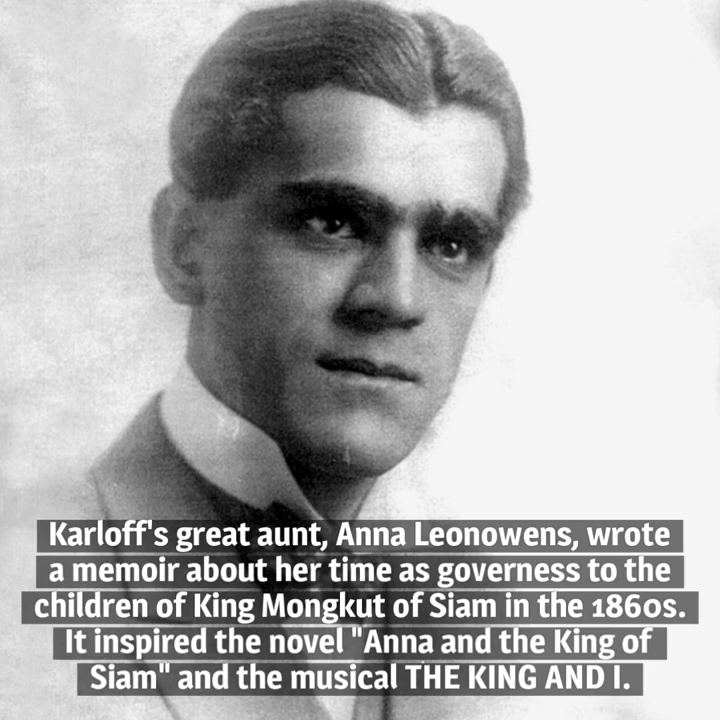 Karloff's great aunt, Anna Leonowens, wrote
a memoir about her time as governess to the
children of King Mongkut of Siam in the 1860s.
It inspired the novel "Anna and the King of
Siam" and the musical THE KING AND I.